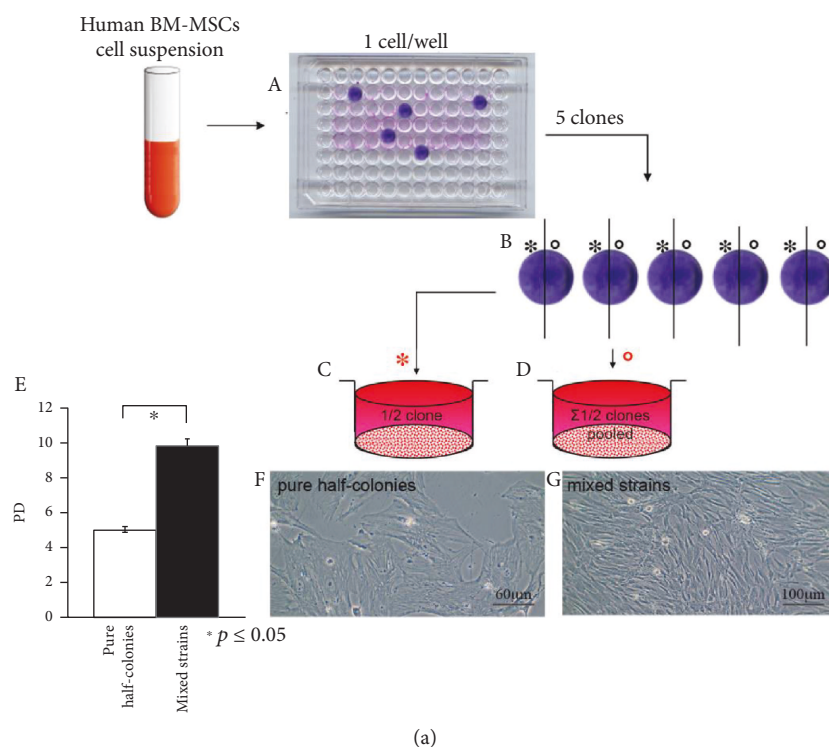 Human BM-MSCs
cell suspension
1 cell/well
A
5 clones
B
* ° * ° * ° * ° * °
* °
C
D
1/2 clone
Σ1/2 clones
pooled
E
12
10
8
6
4
2
0
PD
*
Pure
half-colonies
Mixed strains
* p ≤ 0.05
F
pure half-colonies
60μm
G
mixed strains
100μm
(a)